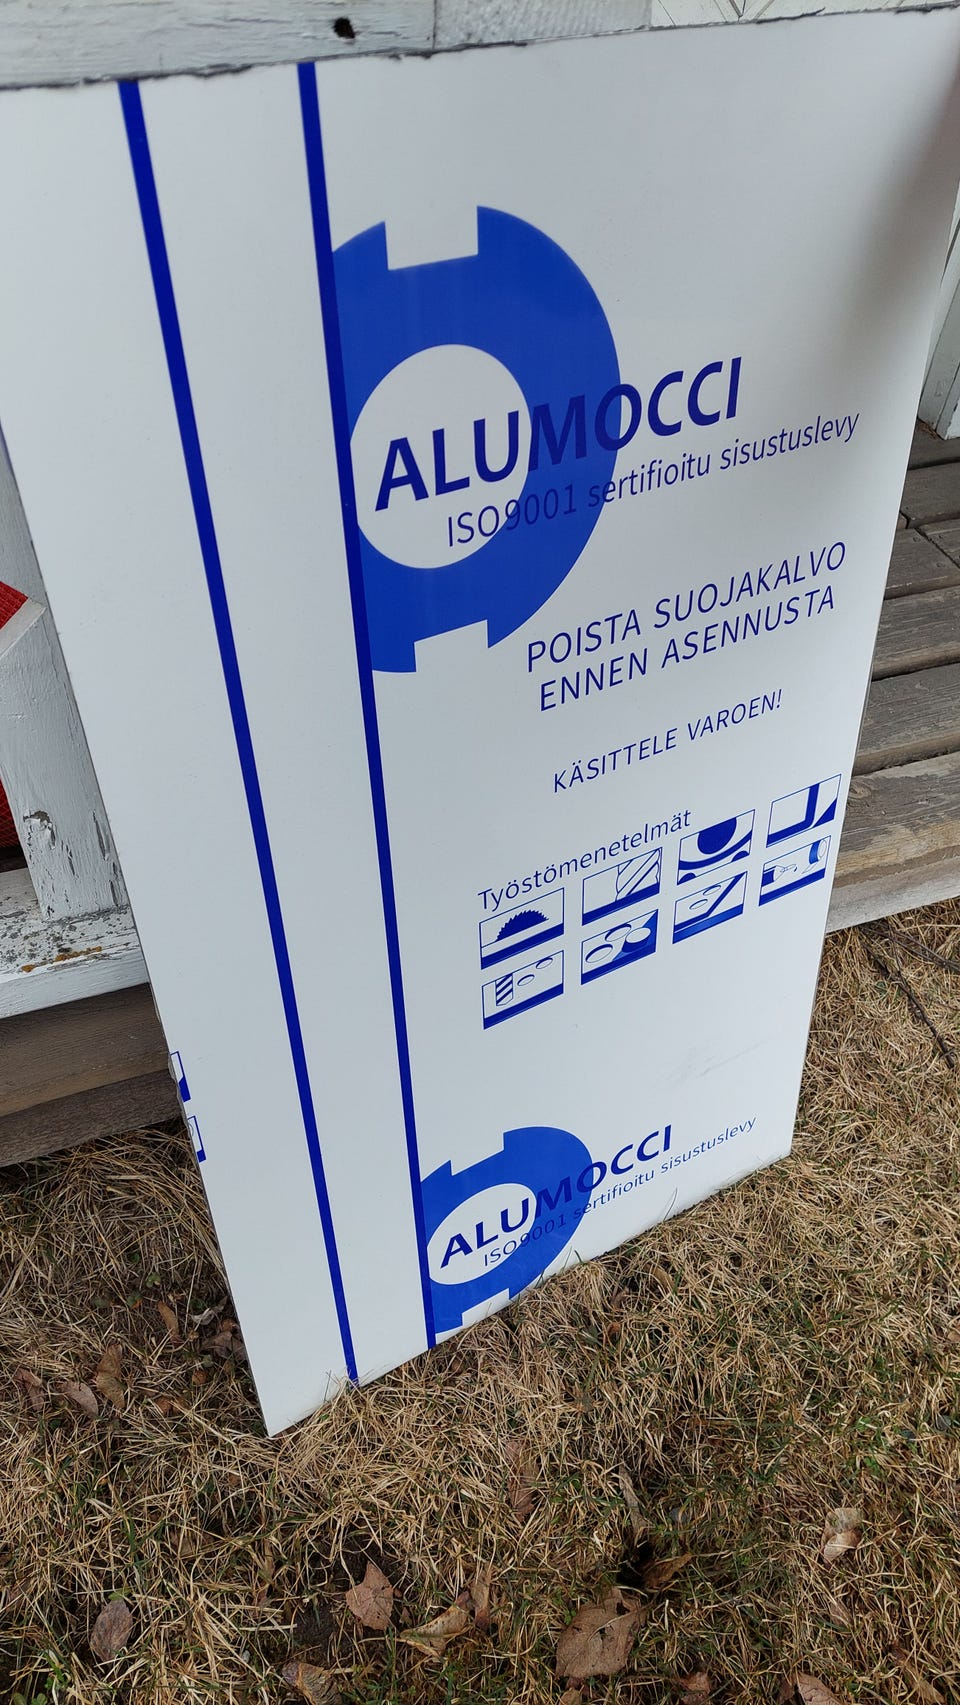 ALUMOCCI
ISO9001 sertifioitu sisustuslevy
POISTA SUOJAKALVO
ENNEN ASENNUSTA
KÄSITTELE VAROEN!
Työstömenetelmät
ALUMOCCI
ISO9001 sertifioitu sisustuslevy